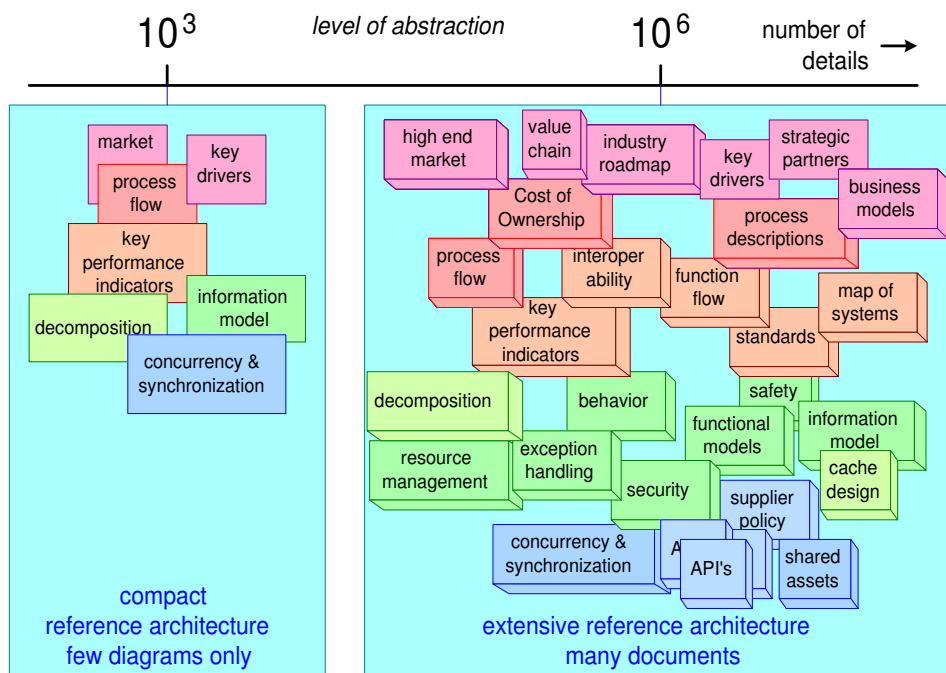 10³
level of abstraction
10⁶
number of
details
market
key
drivers
process
flow
key
performance
indicators
information
model
decomposition
concurrency &
synchronization
compact
reference architecture
few diagrams only
high end
market
value
chain
industry
roadmap
key
drivers
strategic
partners
business
models
Cost of
Ownership
process
descriptions
process
flow
interoper
ability
function
flow
map of
systems
key
performance
indicators
standards
decomposition
behavior
safety
functional
models
information
model
resource
management
exception
handling
security
cache
design
supplier
policy
concurrency &
synchronization
A
API's
shared
assets
extensive reference architecture
many documents